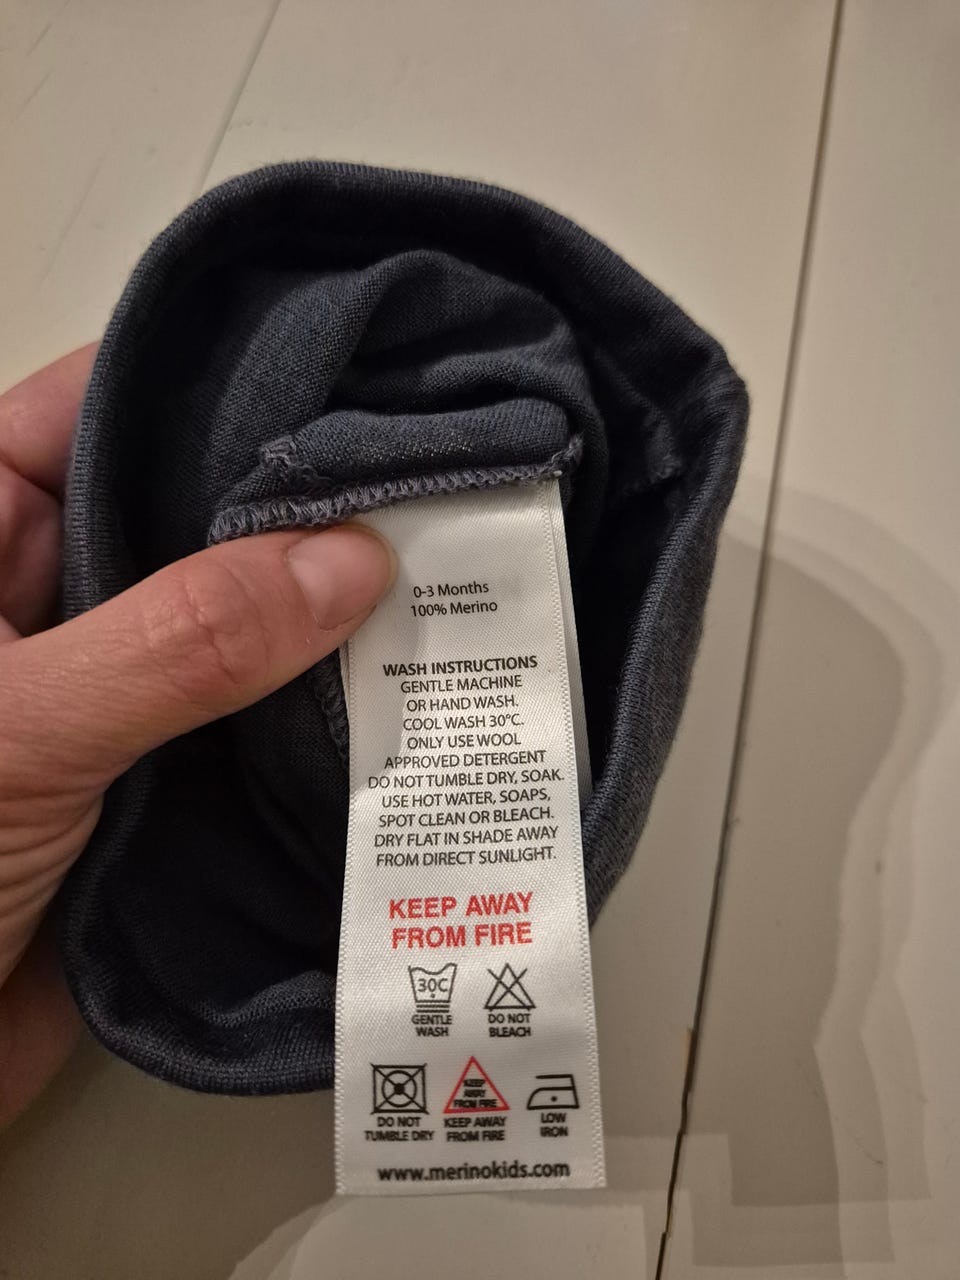 0-3 Months
100% Merino
WASH INSTRUCTIONS
GENTLE MACHINE
OR HAND WASH.
COOL WASH 30°C.
ONLY USE WOOL
APPROVED DETERGENT
DO NOT TUMBLE DRY, SOAK.
USE HOT WATER, SOAPS,
SPOT CLEAN OR BLEACH.
DRY FLAT IN SHADE AWAY
FROM DIRECT SUNLIGHT.
KEEP AWAY
FROM FIRE
30C
GENTLE
WASH
DO NOT
BLEACH
KEEP
AWAY
FROM FIRE
DO NOT
TUMBLE DRY
KEEP AWAY
FROM FIRE
LOW
IRON
www.merinokids.com